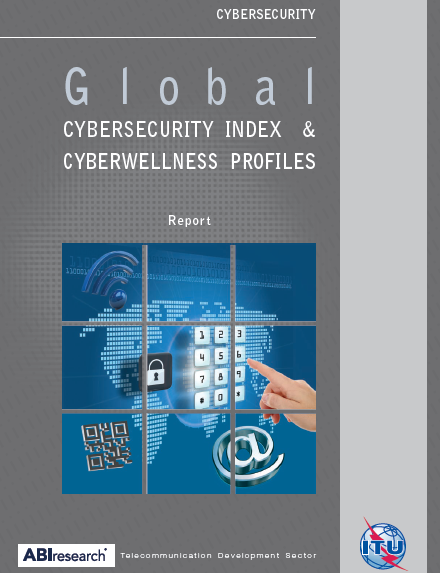 CYBERSECURITY
Global
CYBERSECURITY INDEX &
CYBERWELLNESS PROFILES
Report
1 2 3
4 5 6
7 8 9
* 0 *
@
ABIresearch
Telecommunication Development Sector
ITU